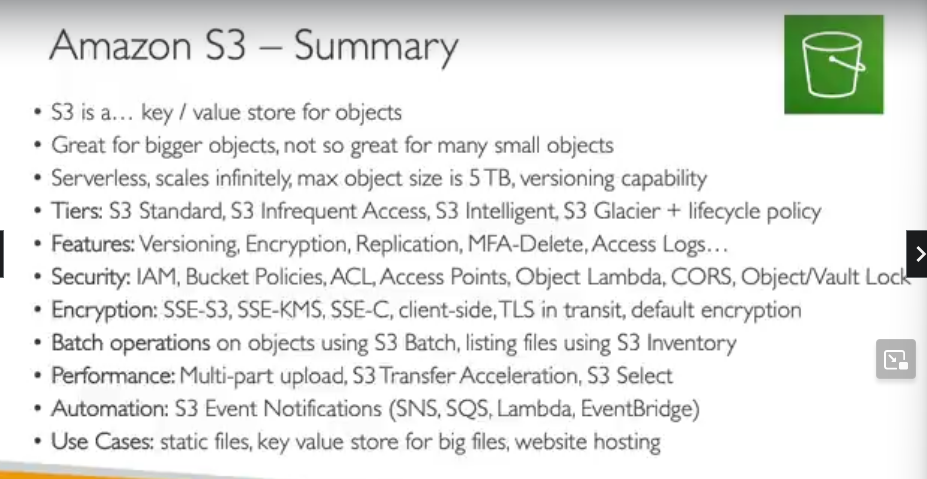 Amazon S3 – Summary
• S3 is a… key / value store for objects
• Great for bigger objects, not so great for many small objects
• Serverless, scales infinitely, max object size is 5 TB, versioning capability
• Tiers: S3 Standard, S3 Infrequent Access, S3 Intelligent, S3 Glacier + lifecycle policy
• Features: Versioning, Encryption, Replication, MFA-Delete, Access Logs…
• Security: IAM, Bucket Policies, ACL, Access Points, Object Lambda, CORS, Object/Vault Lock
• Encryption: SSE-S3, SSE-KMS, SSE-C, client-side, TLS in transit, default encryption
• Batch operations on objects using S3 Batch, listing files using S3 Inventory
• Performance: Multi-part upload, S3 Transfer Acceleration, S3 Select
• Automation: S3 Event Notifications (SNS, SQS, Lambda, EventBridge)
• Use Cases: static files, key value store for big files, website hosting